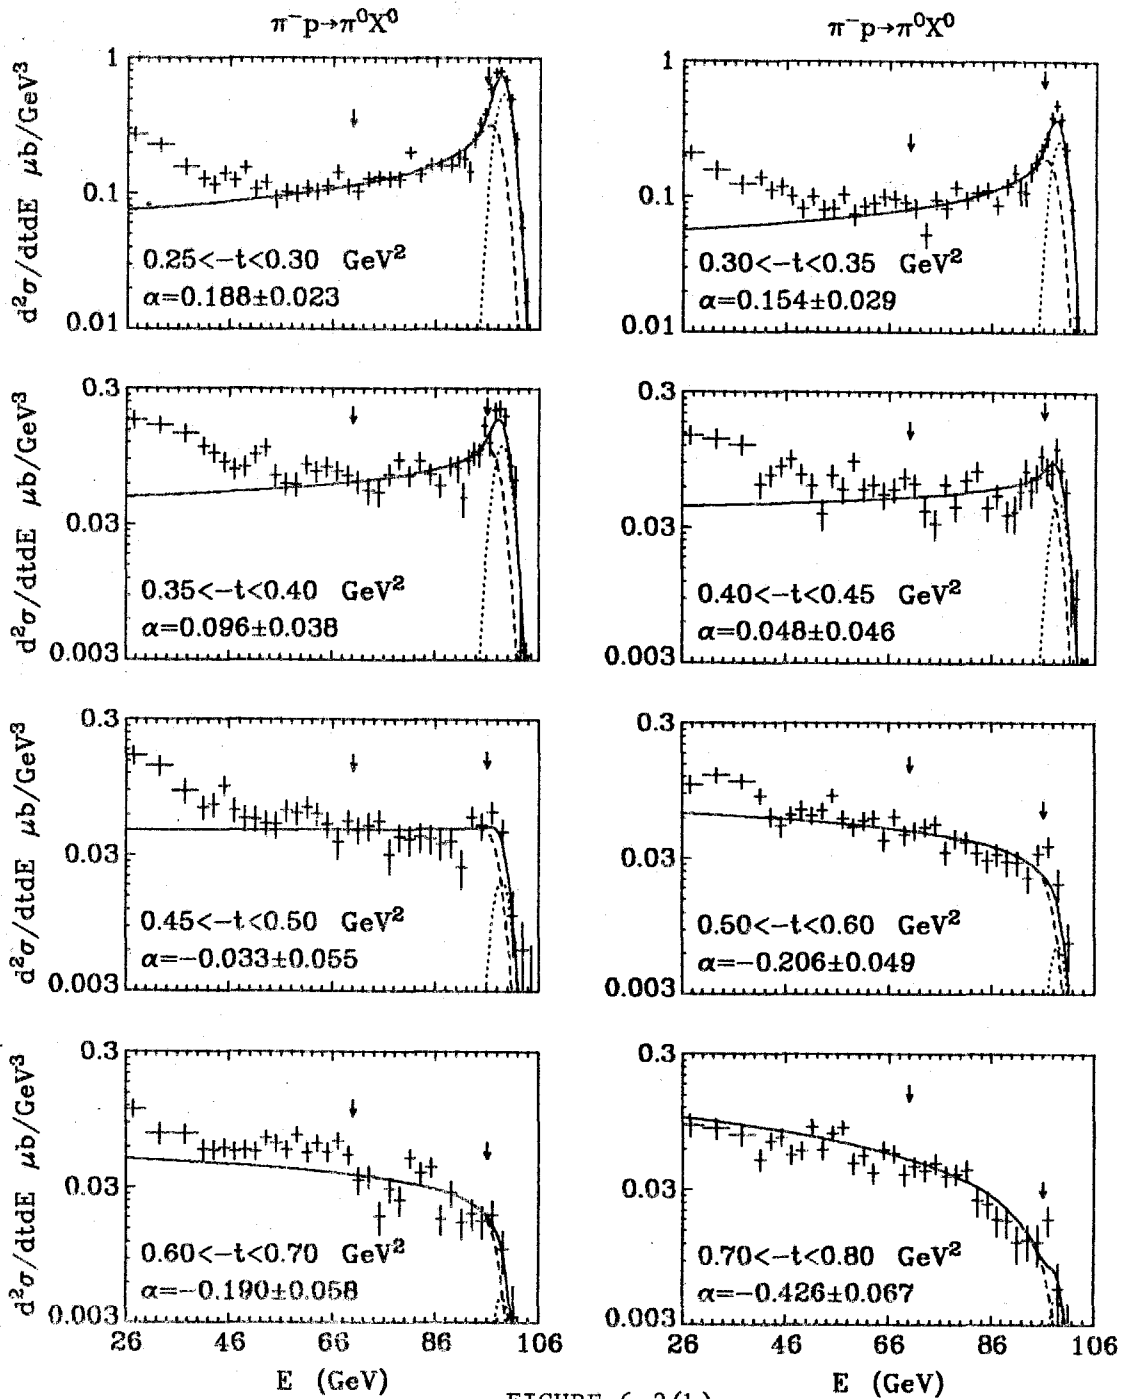 π⁻p→π⁰X⁰
π⁻p→π⁰X⁰
d²σ/dtdE μb/GeV³
1
0.1
0.01
0.25<-t<0.30 GeV²
α=0.188±0.023
1
0.1
0.01
0.30<-t<0.35 GeV²
α=0.154±0.029
d²σ/dtdE μb/GeV³
0.3
0.03
0.003
0.35<-t<0.40 GeV²
α=0.096±0.038
0.3
0.03
0.003
0.40<-t<0.45 GeV²
α=0.048±0.046
d²σ/dtdE μb/GeV³
0.3
0.03
0.003
0.45<-t<0.50 GeV²
α=-0.033±0.055
0.3
0.03
0.003
0.50<-t<0.60 GeV²
α=-0.206±0.049
d²σ/dtdE μb/GeV³
0.3
0.03
0.003
0.60<-t<0.70 GeV²
α=-0.190±0.058
26 46 66 86 106
E (GeV)
0.3
0.03
0.003
0.70<-t<0.80 GeV²
α=-0.426±0.067
26 46 66 86 106
E (GeV)